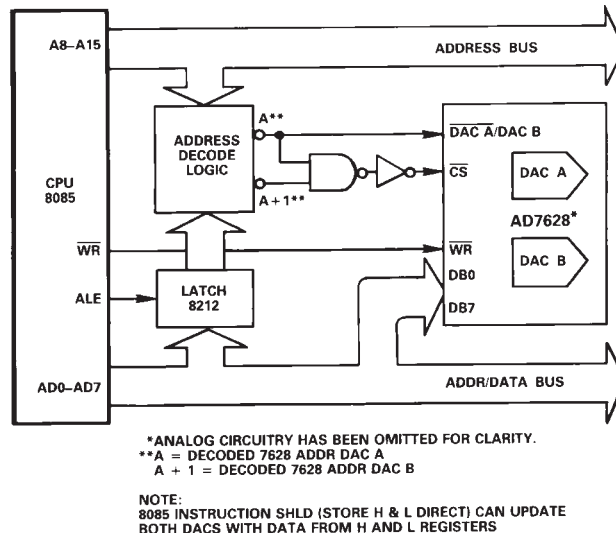 A8–A15
ADDRESS BUS
A**
ADDRESS
DECODE
LOGIC
DAC A/DAC B
CS
DAC A
CPU
8085
A + 1**
AD7628*
WR
WR
DAC B
DB0
ALE
LATCH
8212
DB7
AD0–AD7
ADDR/DATA BUS
*ANALOG CIRCUITRY HAS BEEN OMITTED FOR CLARITY.
**A = DECODED 7628 ADDR DAC A
A + 1 = DECODED 7628 ADDR DAC B
NOTE:
8085 INSTRUCTION SHLD (STORE H & L DIRECT) CAN UPDATE
BOTH DACS WITH DATA FROM H AND L REGISTERS